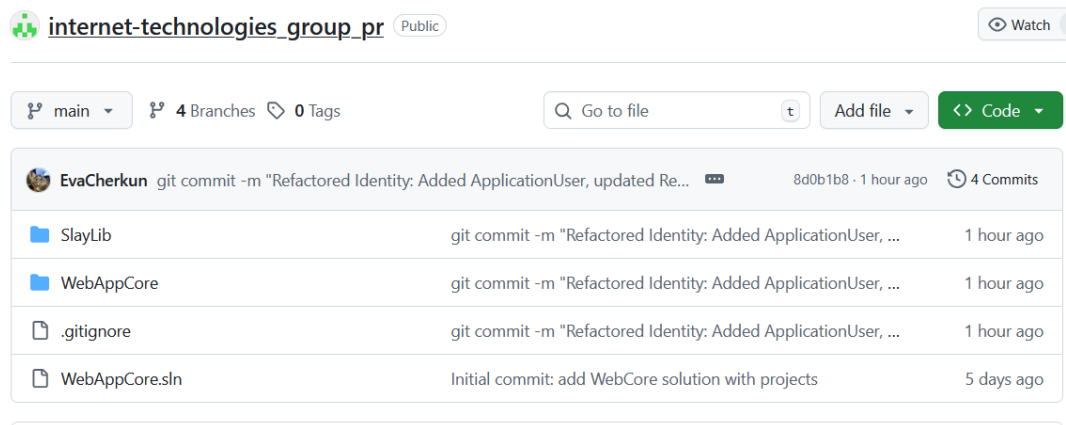 internet-technologies_group_pr Public Watch
main 4 Branches 0 Tags Go to file t Add file Code
EvaCherkun git commit -m "Refactored Identity: Added ApplicationUser, updated Re... 8d0b1b8 · 1 hour ago 4 Commits
SlayLib git commit -m "Refactored Identity: Added ApplicationUser, ... 1 hour ago
WebAppCore git commit -m "Refactored Identity: Added ApplicationUser, ... 1 hour ago
.gitignore git commit -m "Refactored Identity: Added ApplicationUser, ... 1 hour ago
WebAppCore.sln Initial commit: add WebCore solution with projects 5 days ago